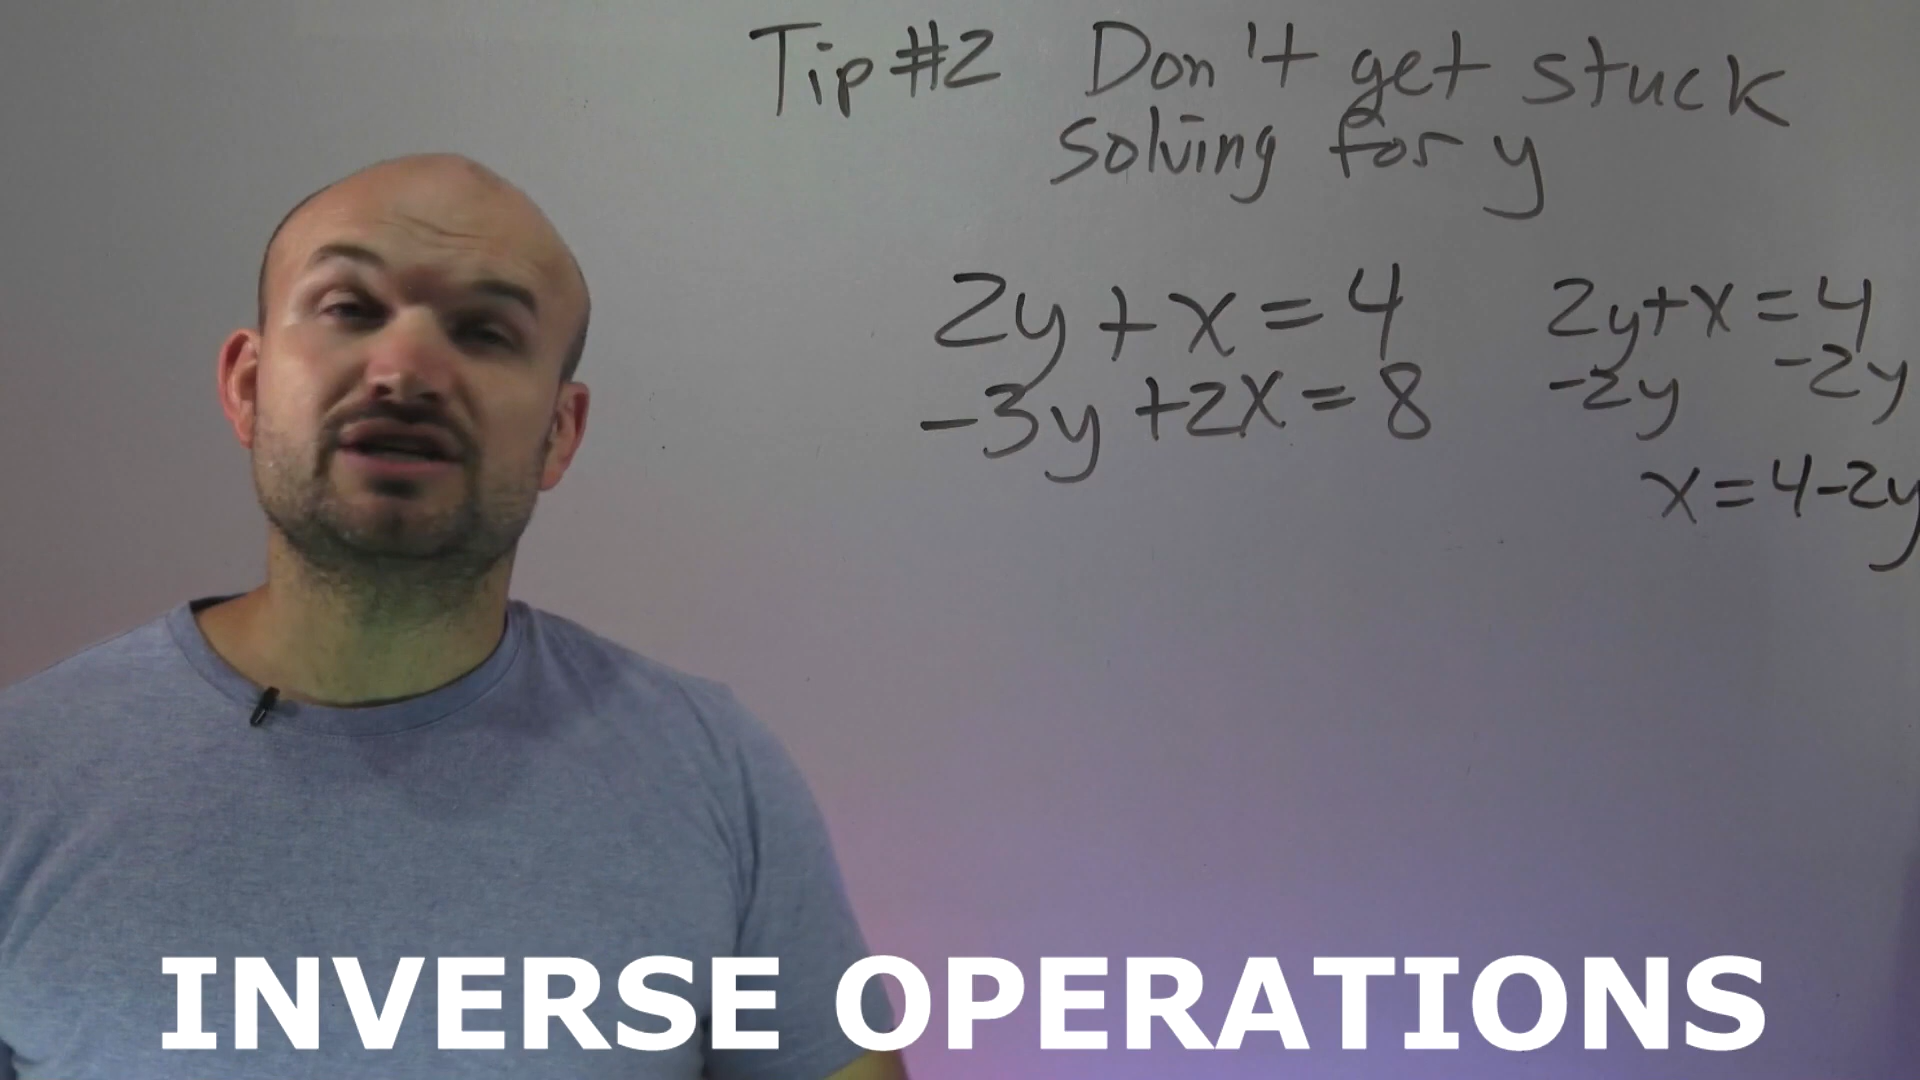 Tip #2 Don't get stuck
solving for y
2y + x = 4
-3y + 2x = 8
2y + x = 4
-2y -2y
x = 4 - 2y
INVERSE OPERATIONS